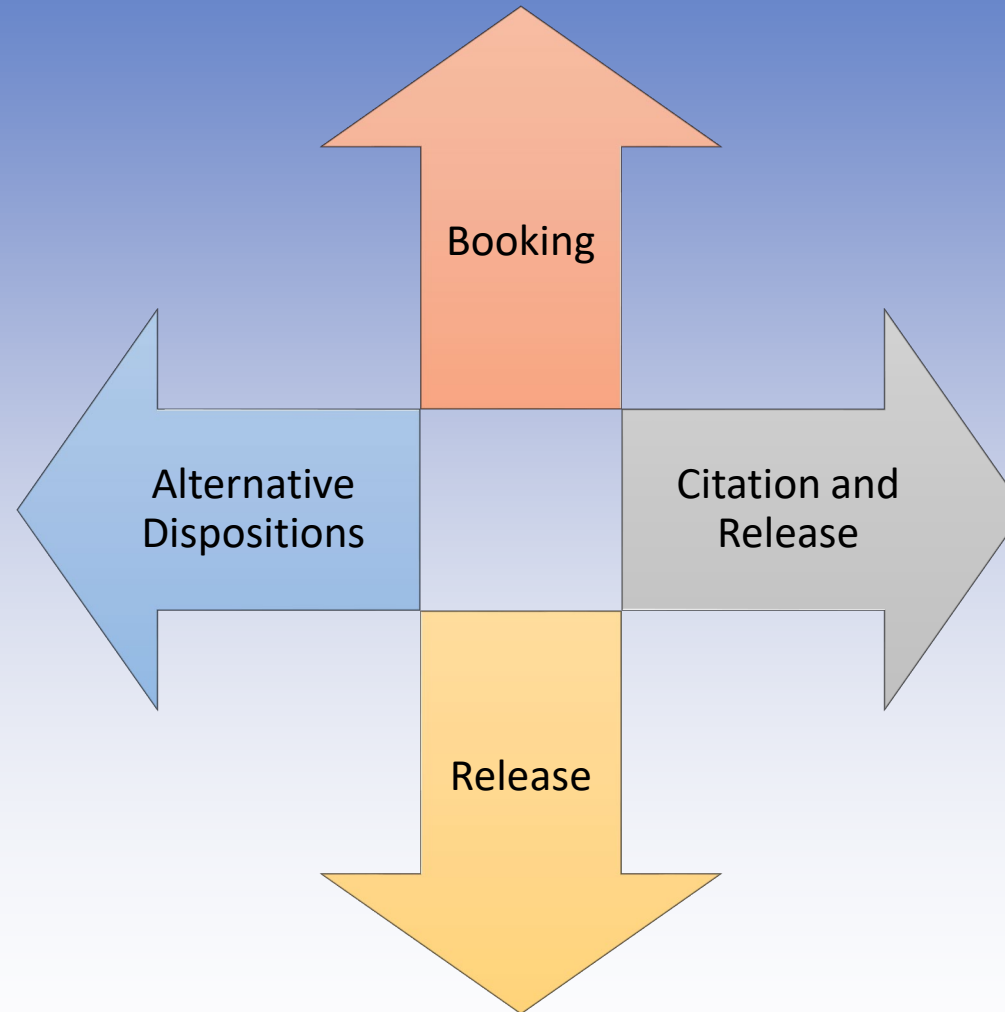 Booking
Alternative
Dispositions
Citation and
Release
Release